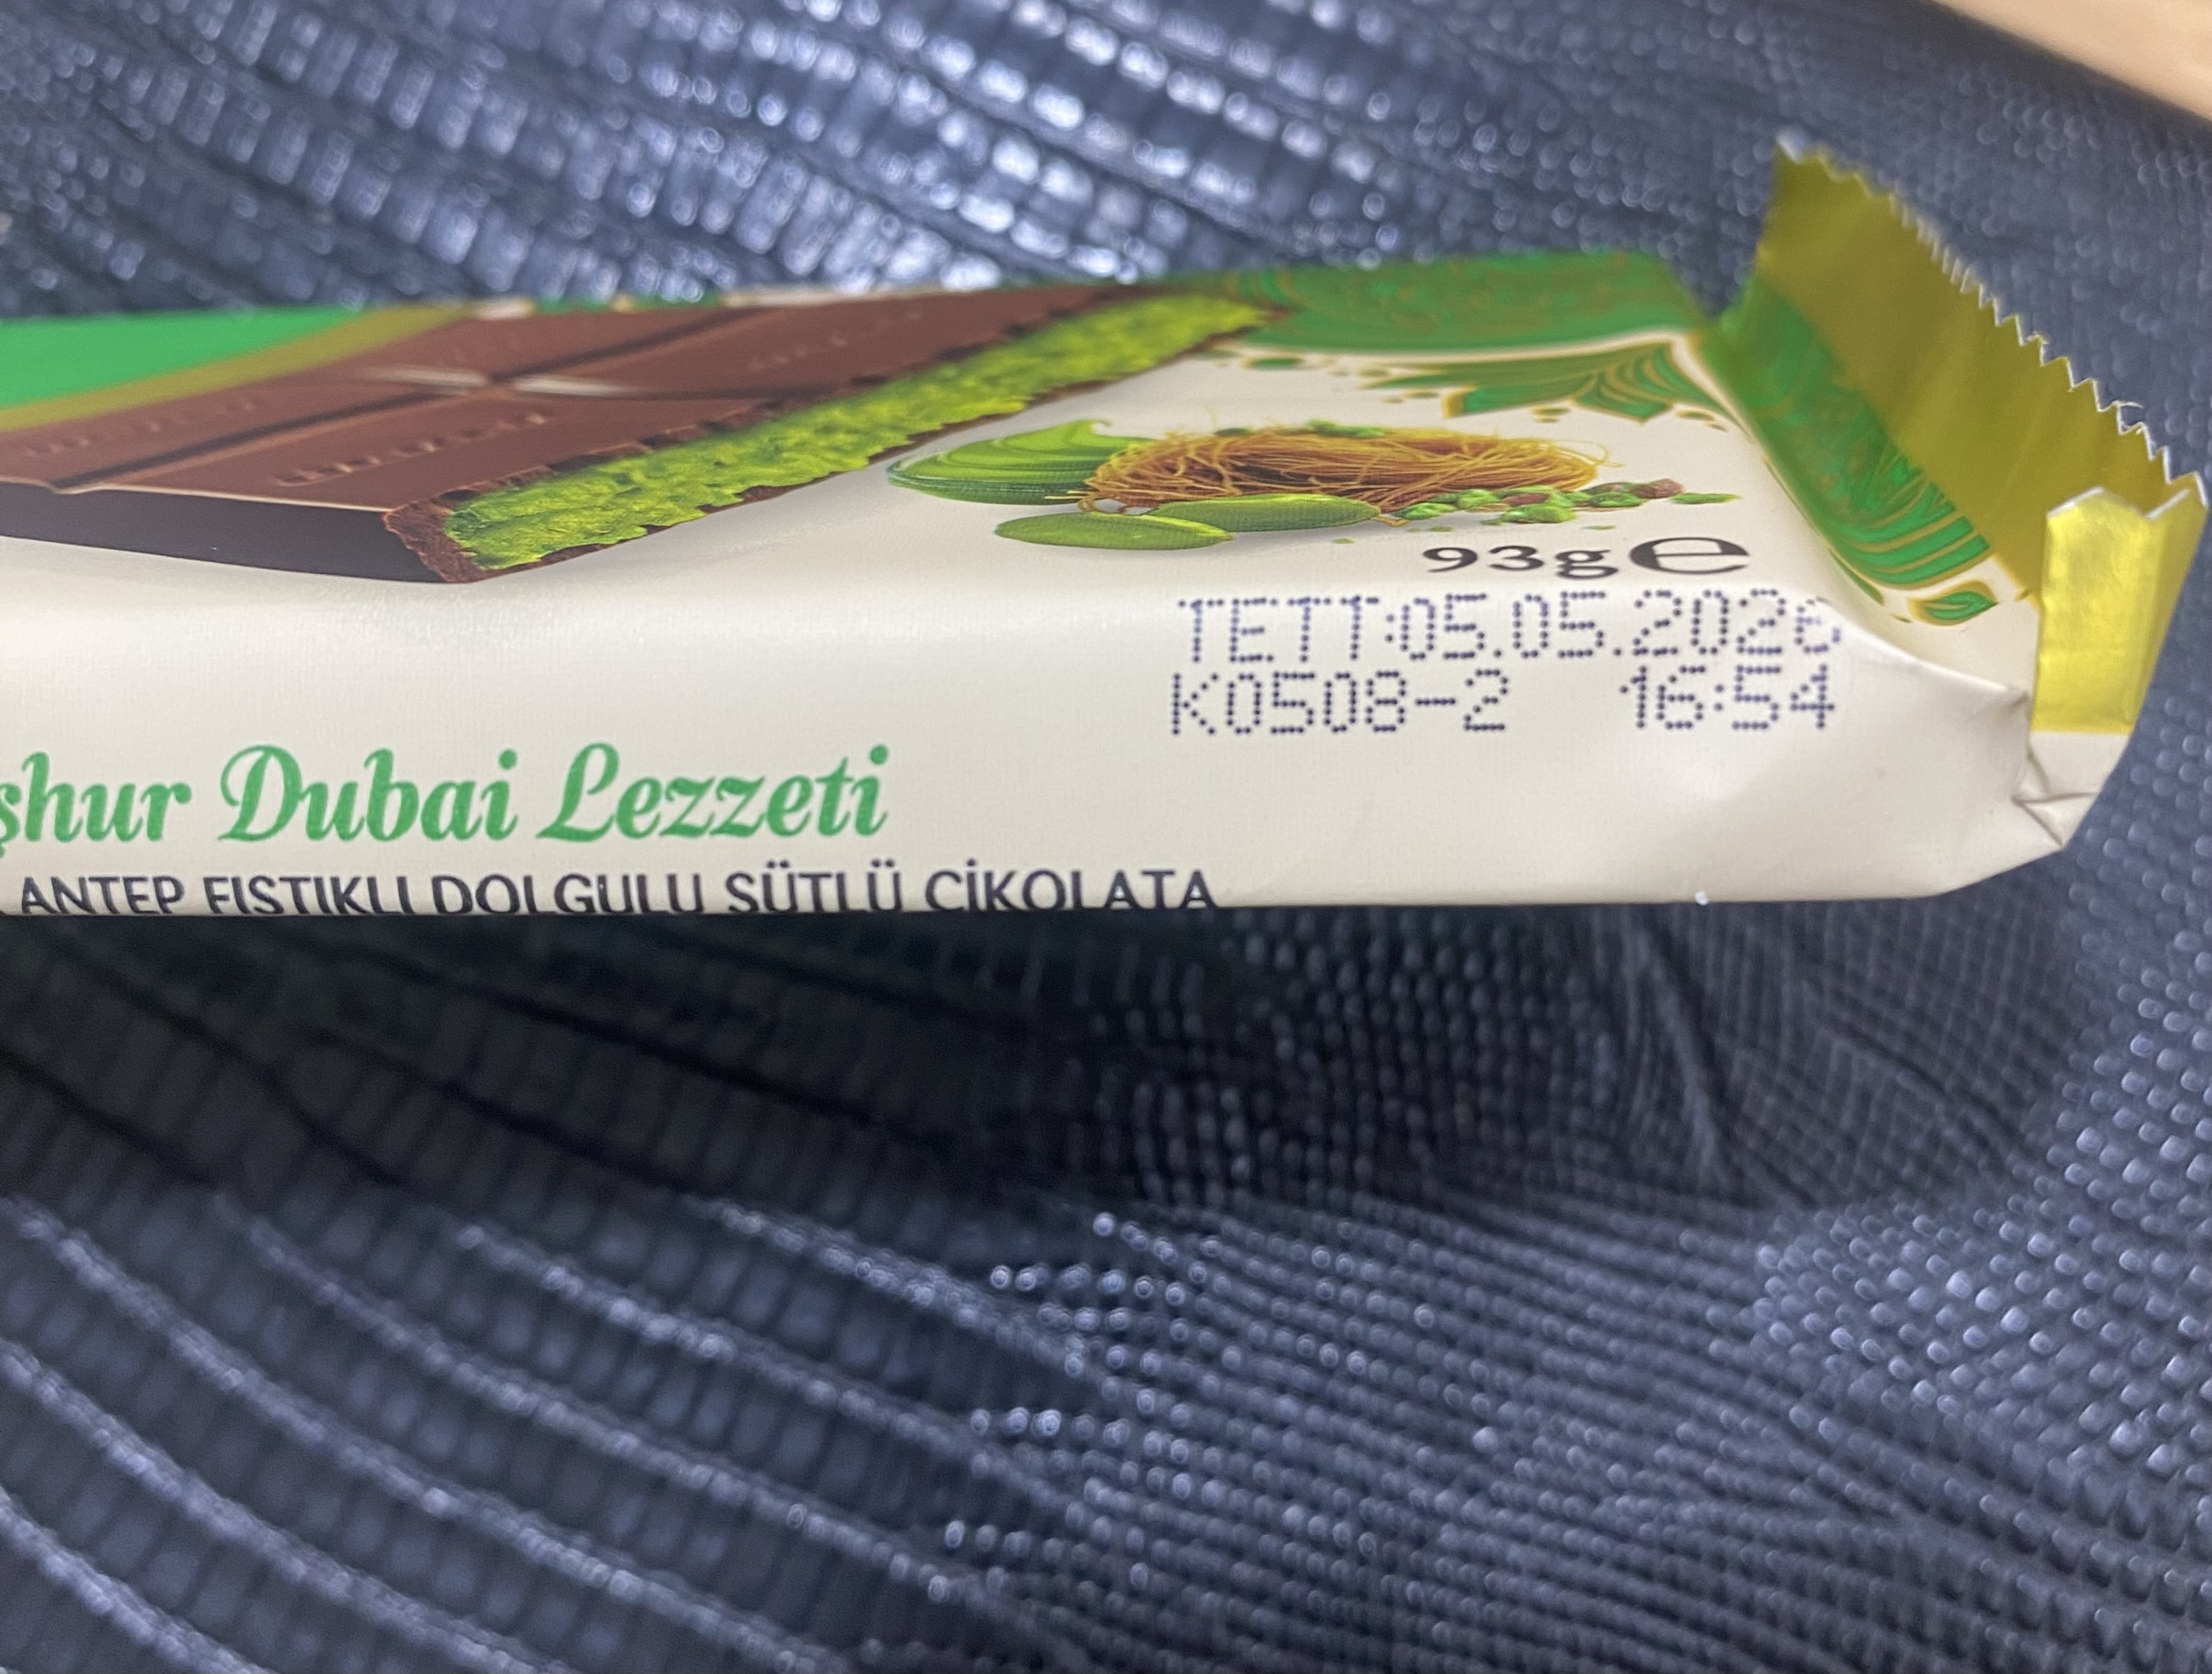 93g e
TETT:05.05.2026
K0508-2 16:54
şhur Dubai Lezzeti
ANTEP FISTIKLI DOLGULU SÜTLÜ ÇİKOLATA